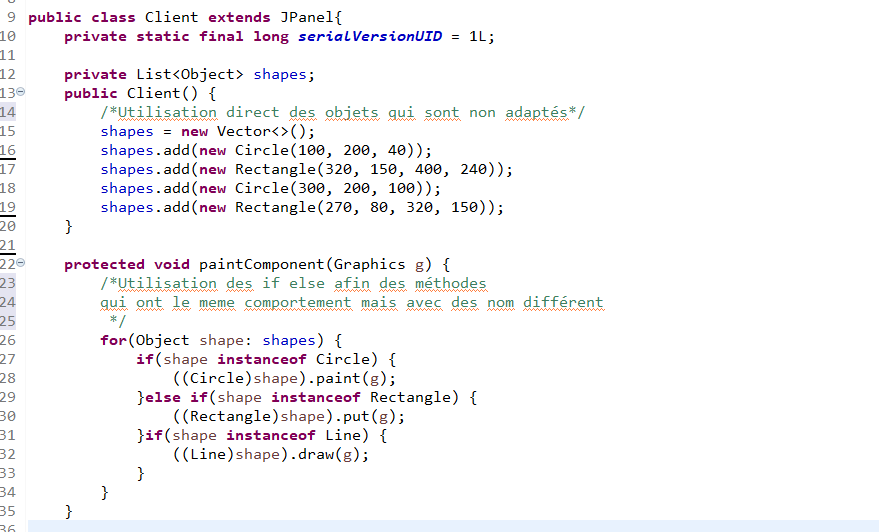 9 public class Client extends JPanel{
10 private static final long serialVersionUID = 1L;
11
12 private List<Object> shapes;
13 public Client() {
14 /*Utilisation direct des objets qui sont non adaptés*/
15 shapes = new Vector<>();
16 shapes.add(new Circle(100, 200, 40));
17 shapes.add(new Rectangle(320, 150, 400, 240));
18 shapes.add(new Circle(300, 200, 100));
19 shapes.add(new Rectangle(270, 80, 320, 150));
20 }
21
22 protected void paintComponent(Graphics g) {
23 /*Utilisation des if else afin des méthodes
24 qui ont le meme comportement mais avec des nom différent
25 */
26 for(Object shape: shapes) {
27 if(shape instanceof Circle) {
28 ((Circle)shape).paint(g);
29 }else if(shape instanceof Rectangle) {
30 ((Rectangle)shape).put(g);
31 }if(shape instanceof Line) {
32 ((Line)shape).draw(g);
33 }
34 }
35 }
36